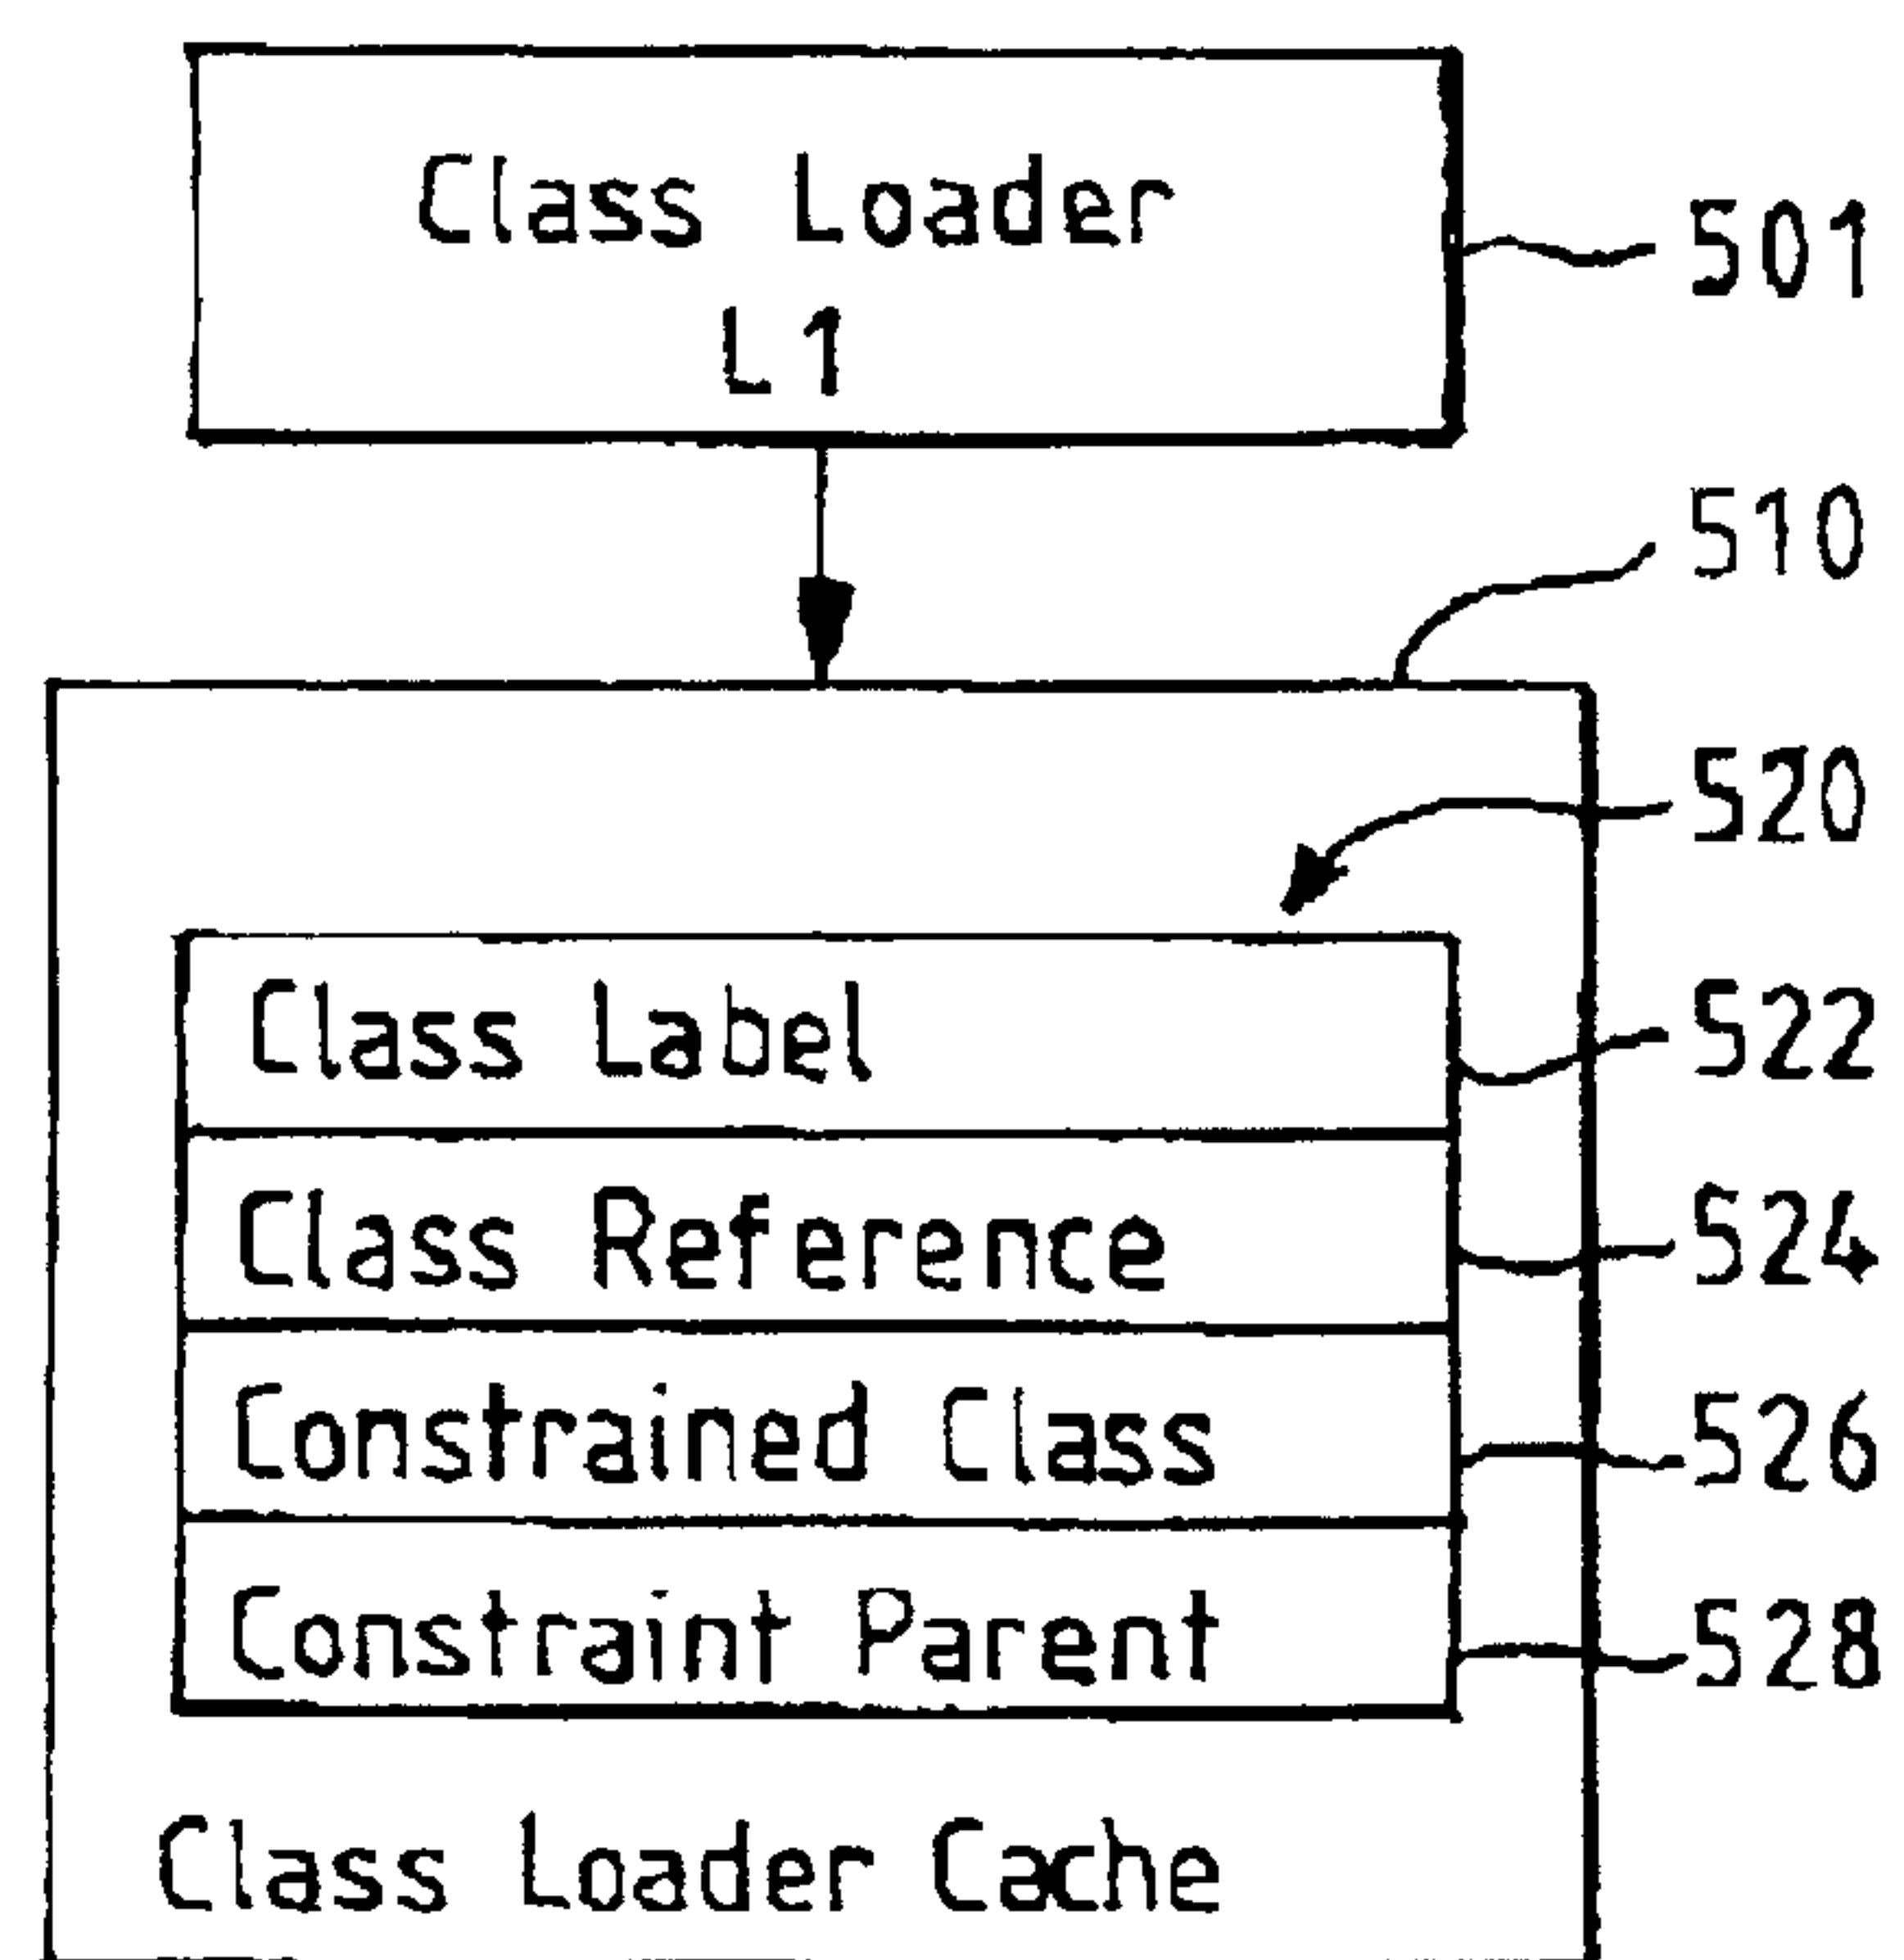 Class Loader
L1
501
510
520
Class Label
522
Class Reference
524
Constrained Class
526
Constraint Parent
528
Class Loader Cache